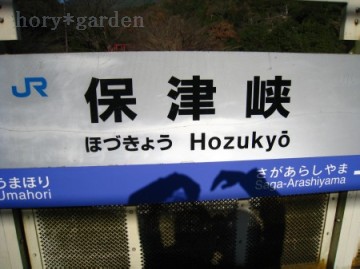 hory*garden
JR
保津峡
ほづきょう Hozukyō
うまほり
Umahori
さがあらしやま
Saga-Arashiyama